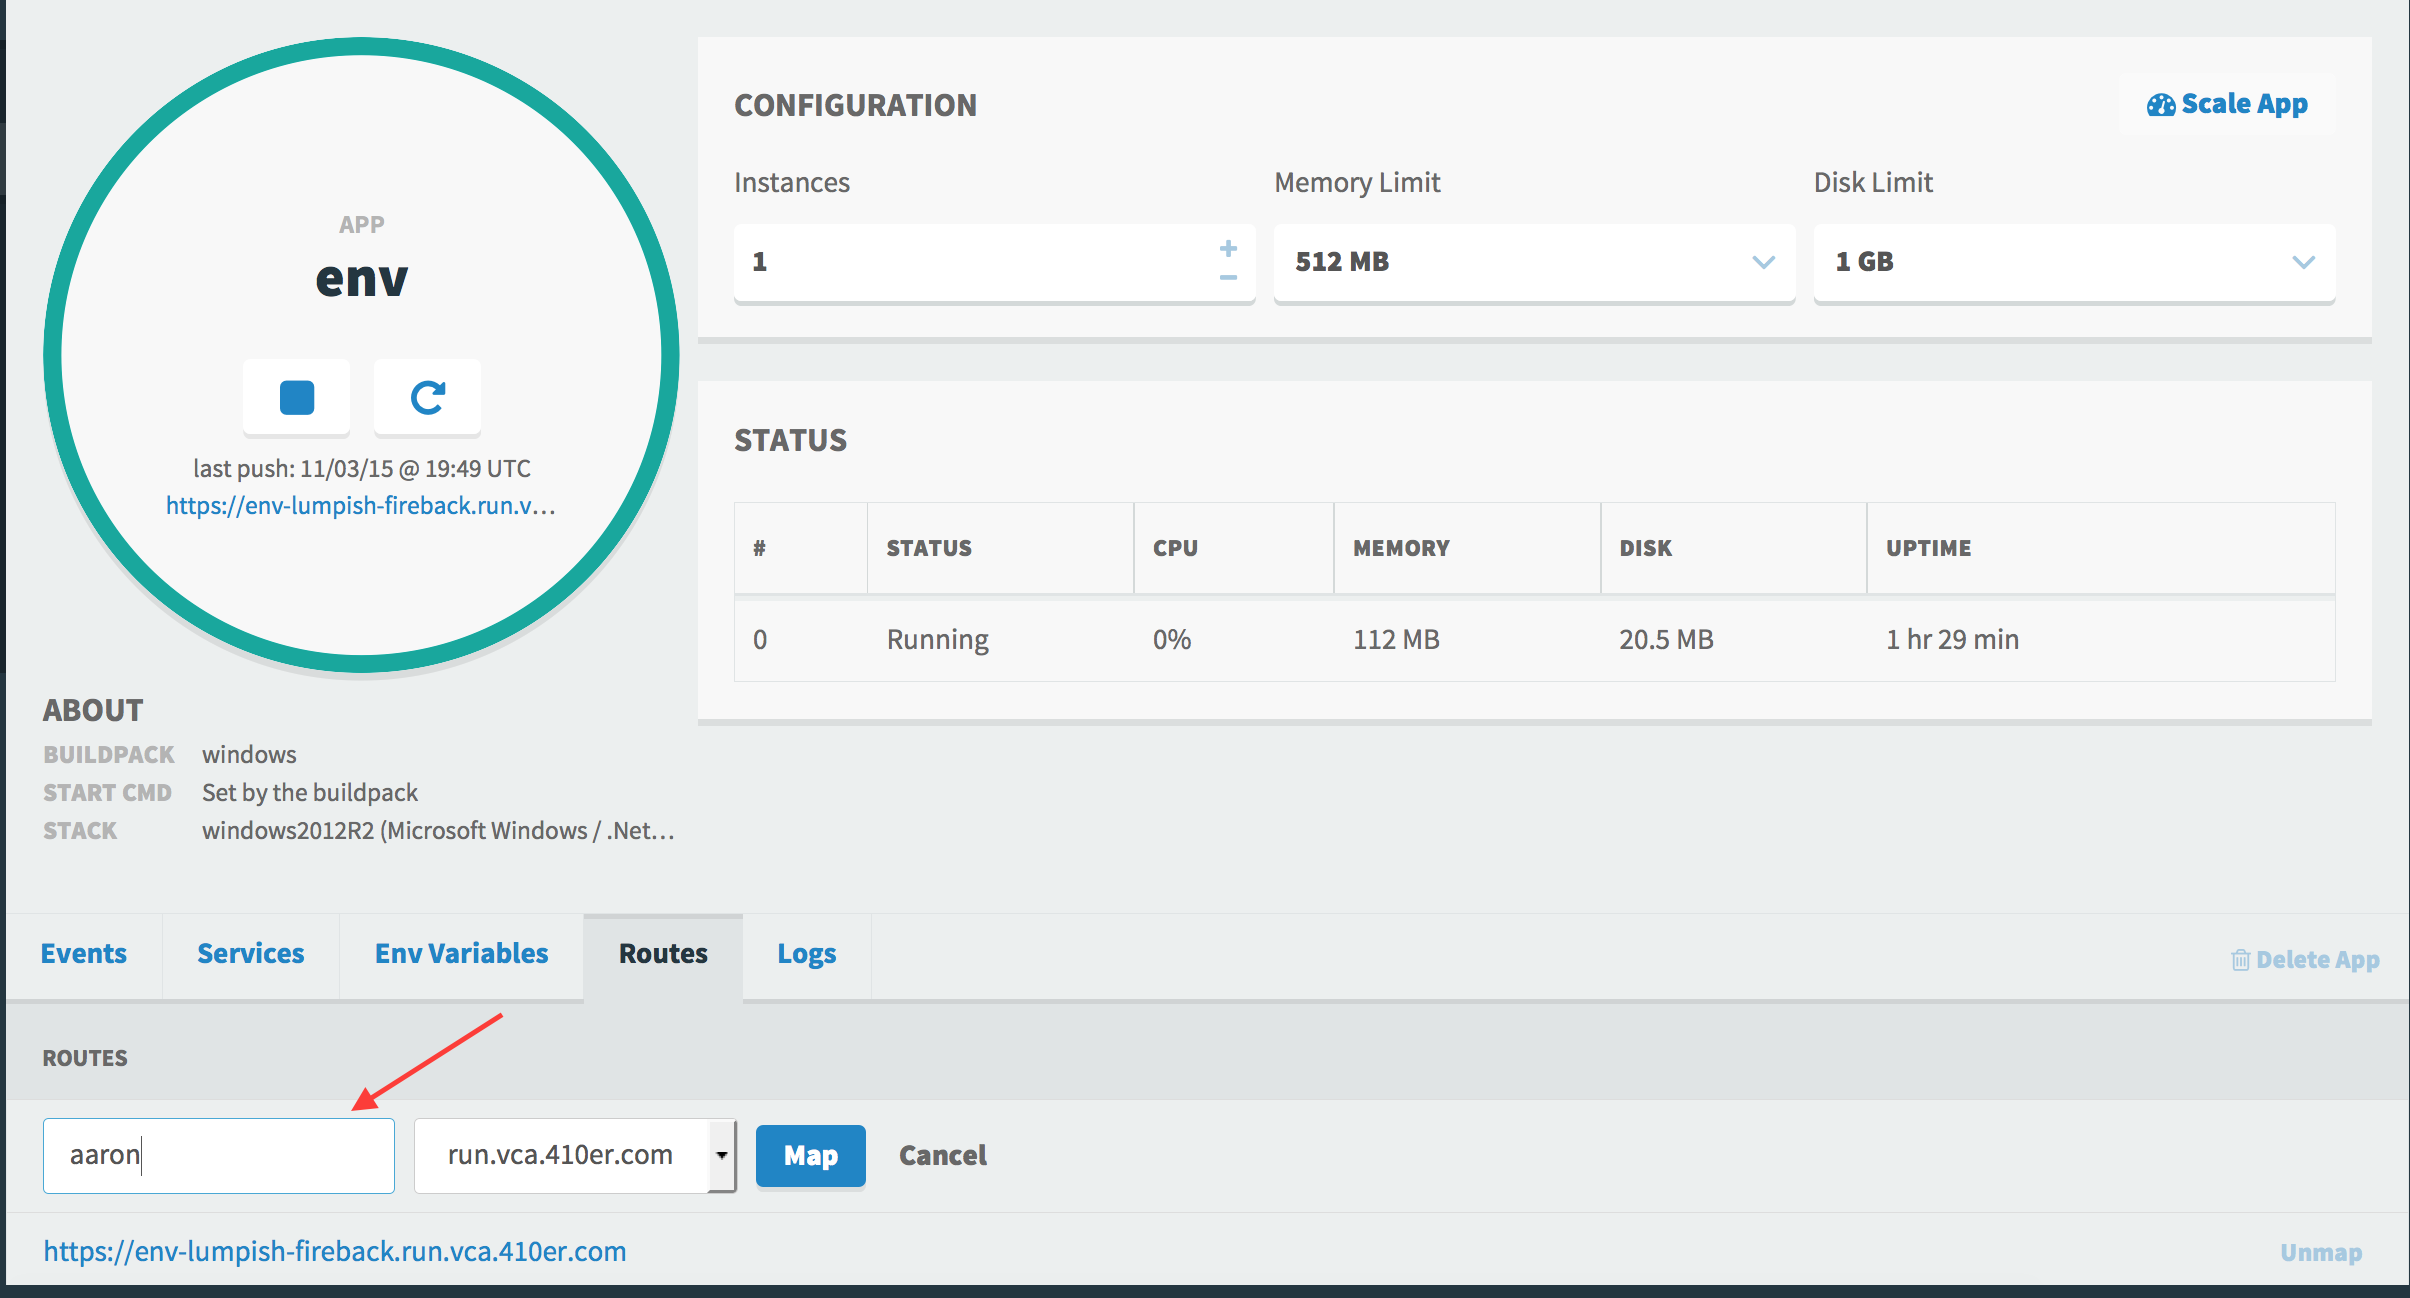 APP
env
last push: 11/03/15 @ 19:49 UTC
https://env-lumpish-fireback.run.v...
ABOUT
BUILDPACK windows
START CMD Set by the buildpack
STACK windows2012R2 (Microsoft Windows / .Net...
CONFIGURATION
Scale App
Instances Memory Limit Disk Limit
1 512 MB 1 GB
STATUS
# STATUS CPU MEMORY DISK UPTIME
0 Running 0% 112 MB 20.5 MB 1 hr 29 min
Events Services Env Variables Routes Logs Delete App
ROUTES
aaron run.vca.410er.com Map Cancel
https://env-lumpish-fireback.run.vca.410er.com Unmap